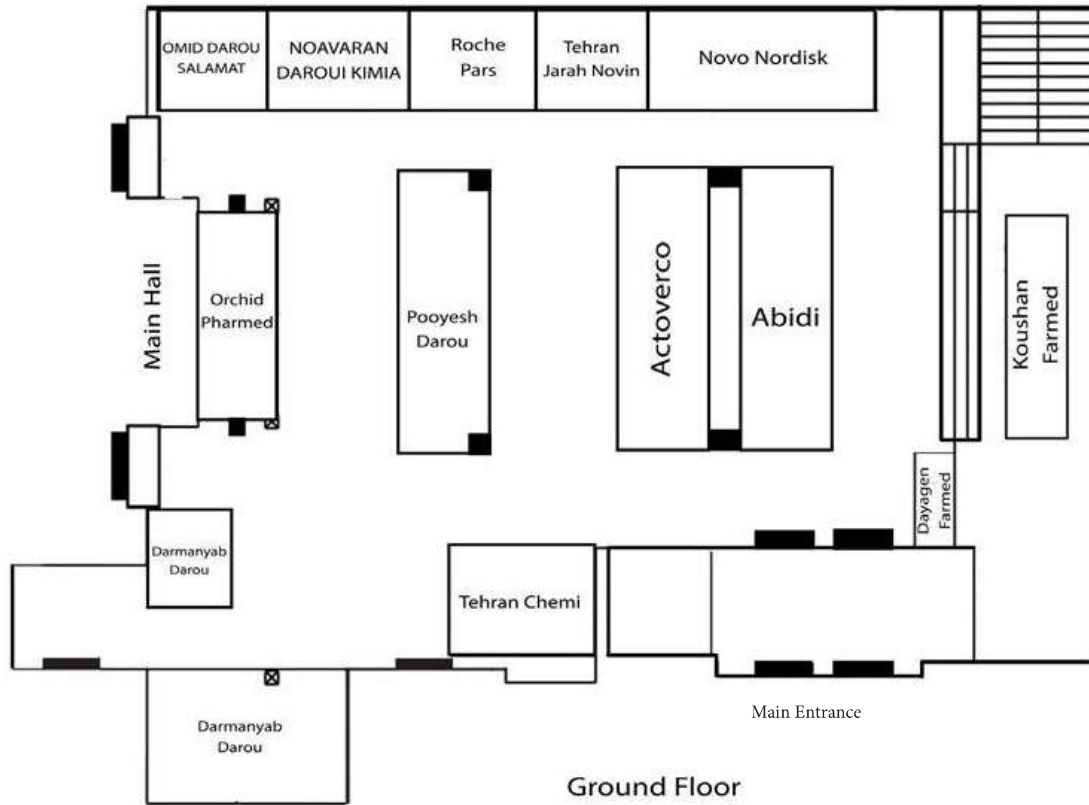 OMID DAROU
SALAMAT
NOAVARAN
DAROUI KIMIA
Roche
Pars
Tehran
Jarah Novin
Novo Nordisk
Main Hall
Orchid
Pharmed
Pooyesh
Darou
Actoverco
Abidi
Koushan
Farmed
Dayagen
Farmed
Darmanyab
Darou
Tehran Chemi
Darmanyab
Darou
Main Entrance
Ground Floor